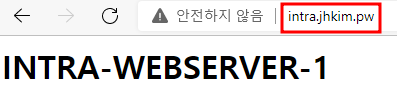 안전하지 않음 intra.jhkim.pw
INTRA-WEBSERVER-1